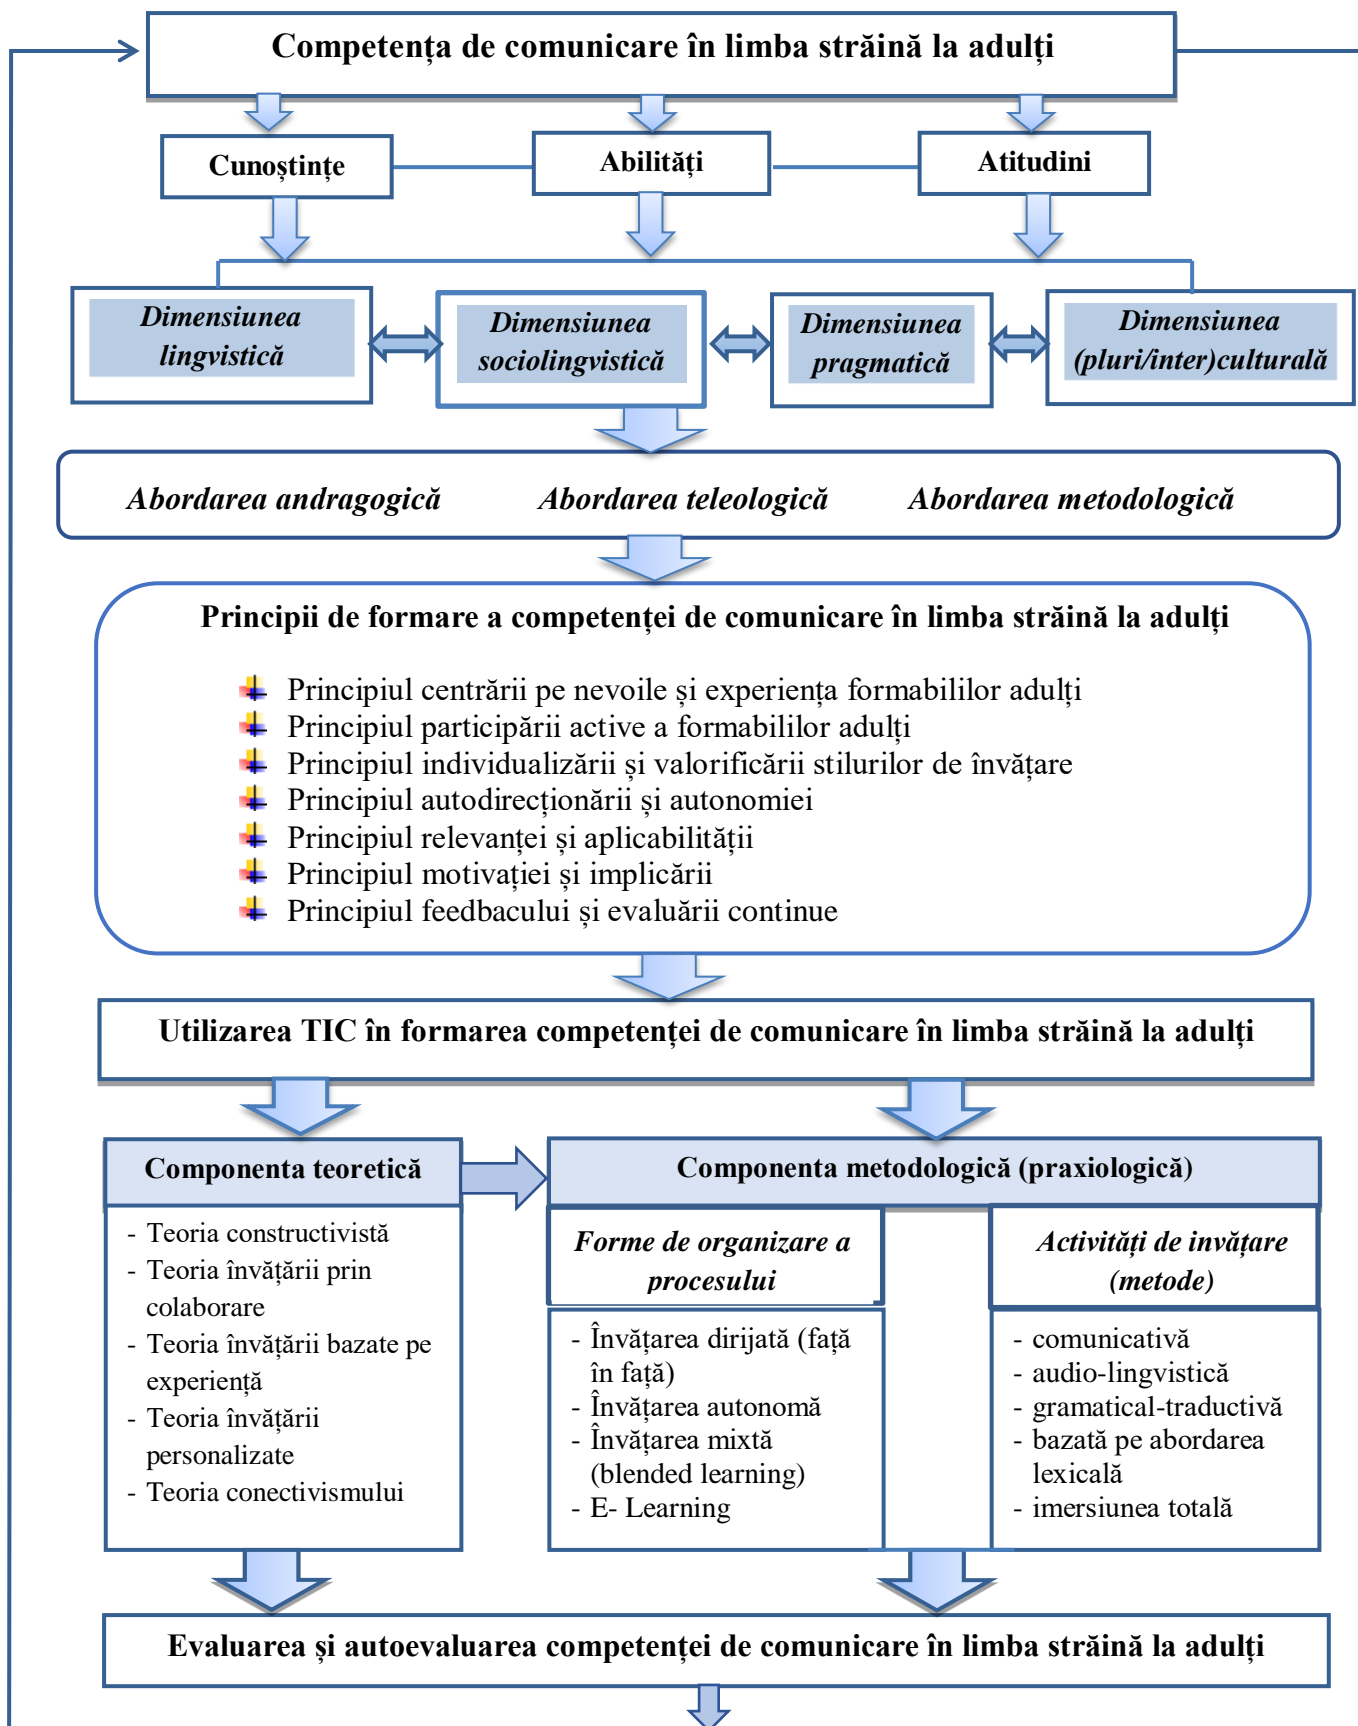 Competența de comunicare în limba străină la adulți
Cunoștințe
Abilități
Atitudini
Dimensiunea
lingvistică
Dimensiunea
sociolingvistică
Dimensiunea
pragmatică
Dimensiunea
(pluri/inter)culturală
Abordarea andragogică
Abordarea teleologică
Abordarea metodologică
Principii de formare a competenței de comunicare în limba străină la adulți
Principiul centrării pe nevoile și experiența formabililor adulți
Principiul participării active a formabililor adulți
Principiul individualizării și valorificării stilurilor de învățare
Principiul autodirecționării și autonomiei
Principiul relevanței și aplicabilității
Principiul motivației și implicării
Principiul feedbacului și evaluării continue
Utilizarea TIC în formarea competenței de comunicare în limba străină la adulți
Componenta teoretică
- Teoria constructivistă
- Teoria învățării prin
colaborare
- Teoria învățării bazate pe
experiență
- Teoria învățării
personalizate
- Teoria conectivismului
Componenta metodologică (praxiologică)
Forme de organizare a
procesului
- Învățarea dirijată (față
în față)
- Învățarea autonomă
- Învățarea mixtă
(blended learning)
- E- Learning
Activități de invățare
(metode)
- comunicativă
- audio-lingvistică
- gramatical-traductivă
- bazată pe abordarea
lexicală
- imersiunea totală
Evaluarea și autoevaluarea competenței de comunicare în limba străină la adulți